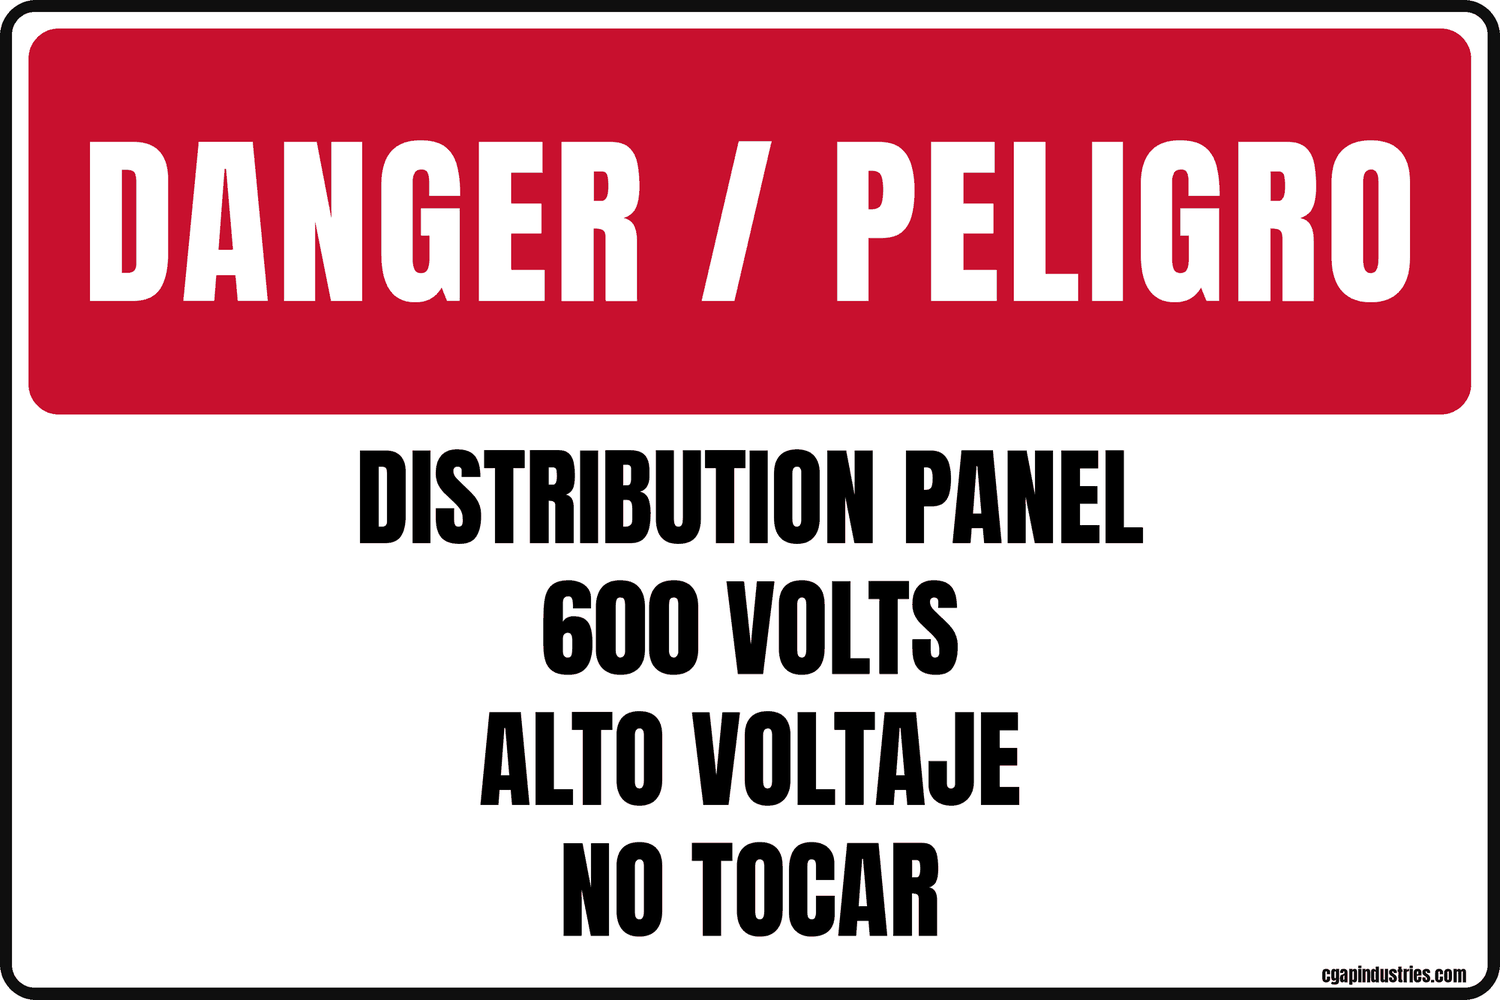 DANGER / PELIGRO
DISTRIBUTION PANEL
600 VOLTS
ALTO VOLTAJE
NO TOCAR
cgapindustries.com